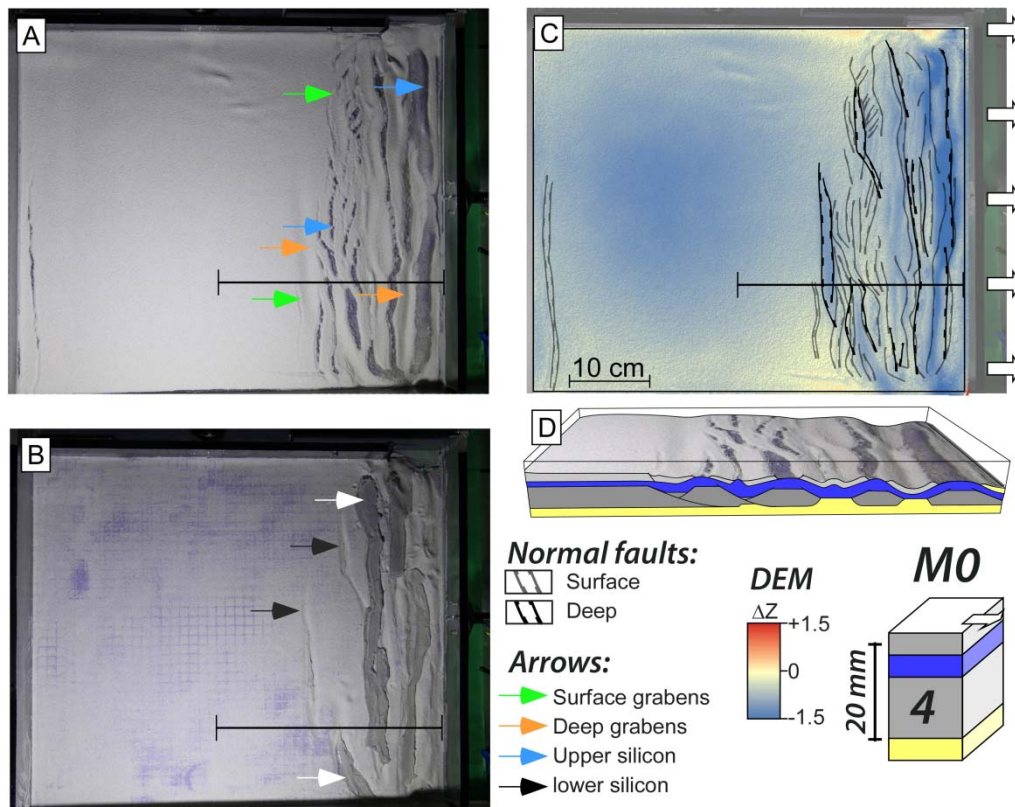 A
C
10 cm
B
D
Normal faults:
Surface
Deep
Arrows:
Surface grabens
Deep grabens
Upper silicon
lower silicon
DEM
ΔZ
+1.5
0
-1.5
M0
20 mm
4